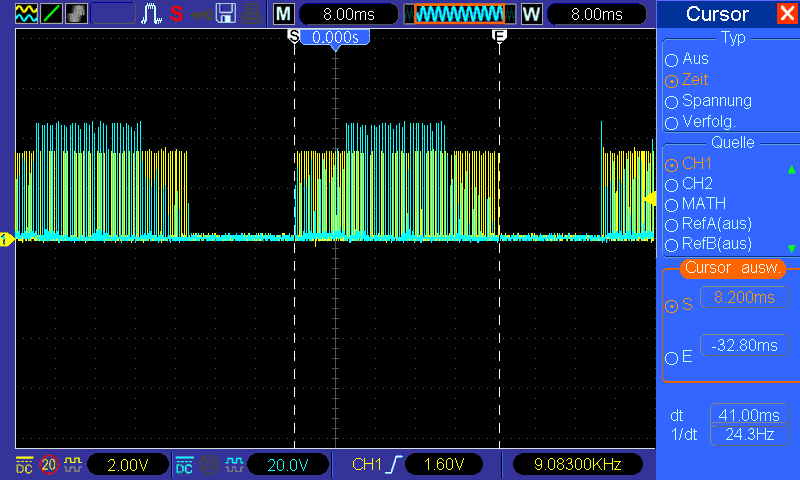 S M 8.00ms W 8.00ms
Cursor
S 0.000s E
Typ
Aus
Zeit
Spannung
Verfolg.
Quelle
CH1
CH2
MATH
RefA(aus)
RefB(aus)
1
Cursor ausw.
S 8.200ms
E -32.80ms
dt 41.00ms
1/dt 24.3Hz
DC 20 2.00V DC 20 20.0V CH1 1.60V 9.08300KHz